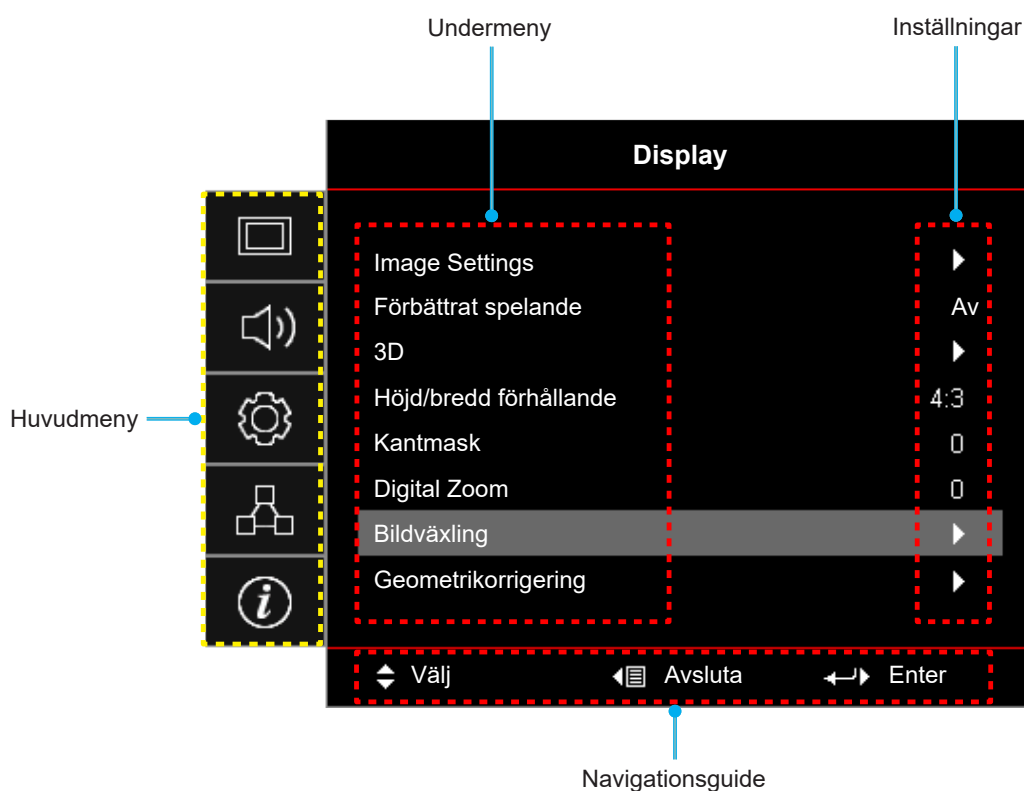 Undermeny
Inställningar
Display
Image Settings
Förbättrat spelande Av
3D
Höjd/bredd förhållande 4:3
Huvudmeny
Kantmask 0
Digital Zoom 0
Bildväxling
Geometrikorrigering
Välj Avsluta Enter
Navigationsguide